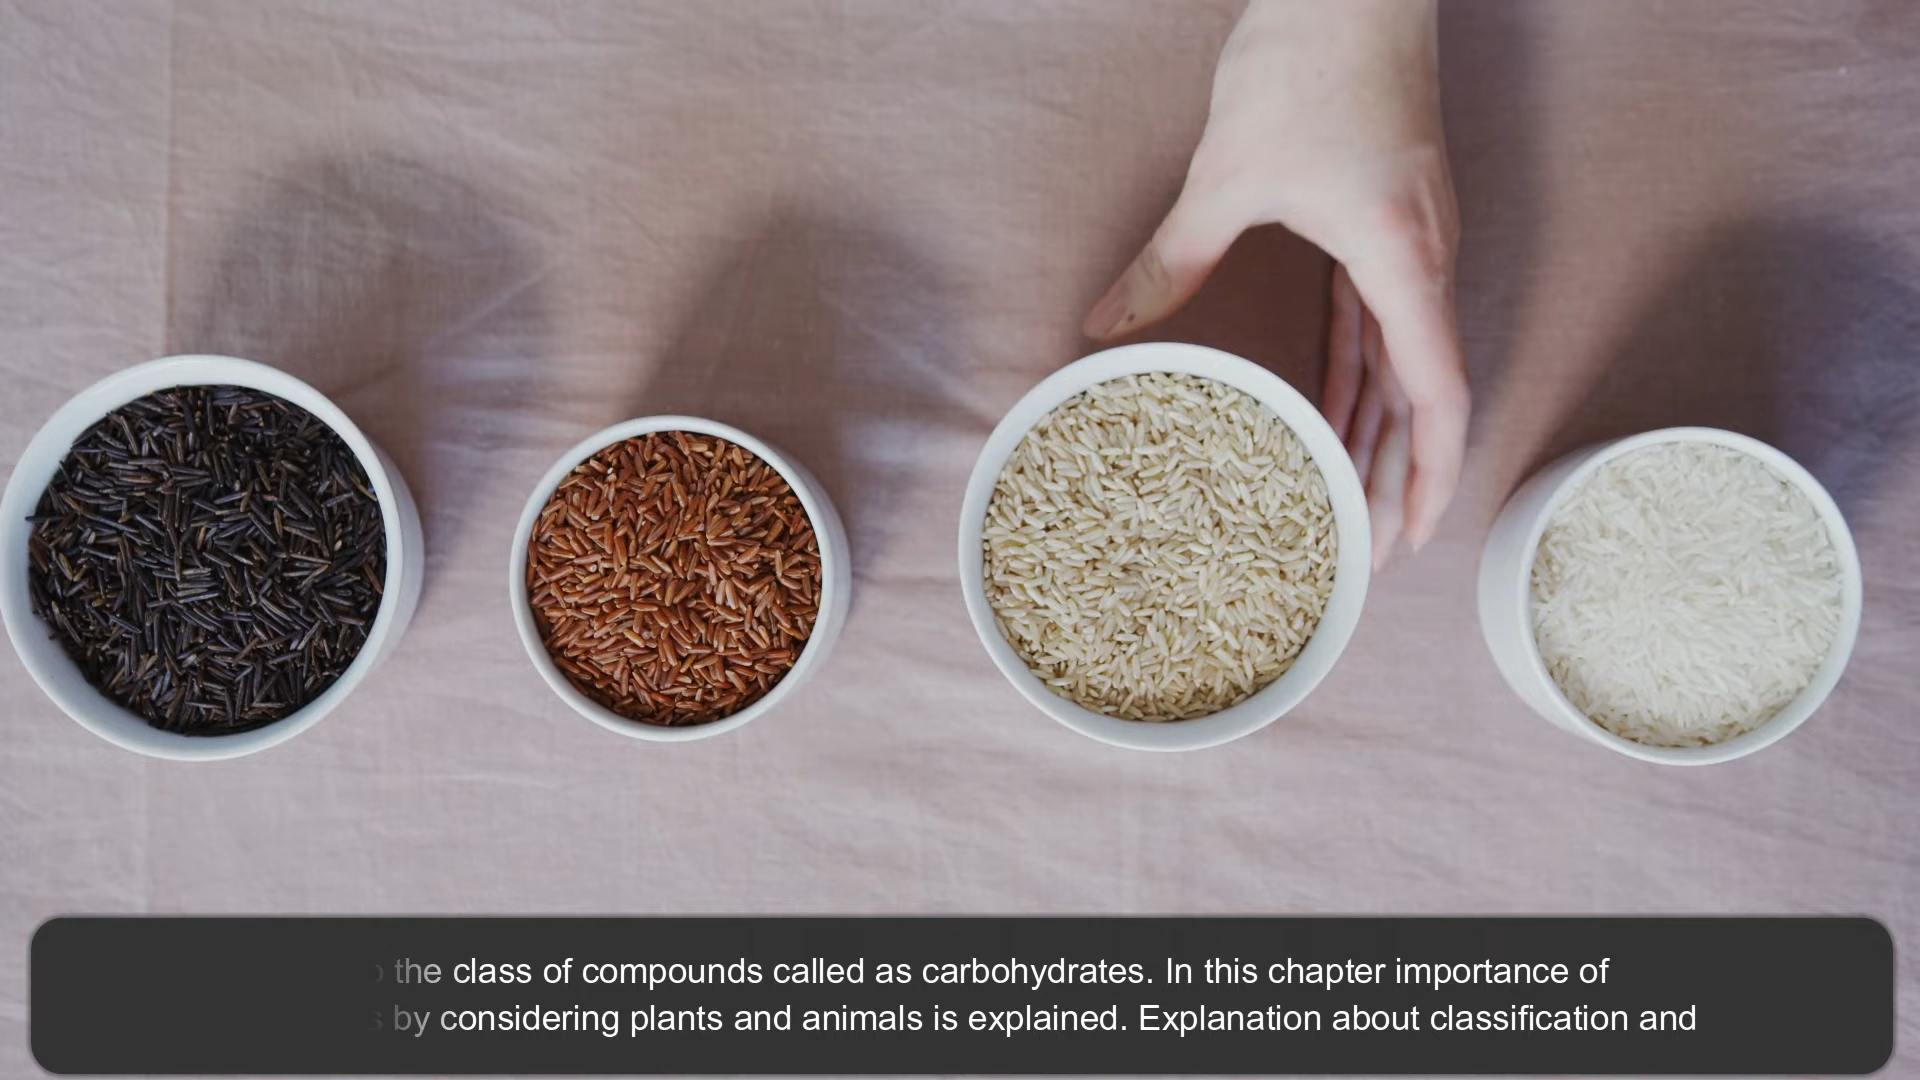 the class of compounds called as carbohydrates. In this chapter importance of
by considering plants and animals is explained. Explanation about classification and